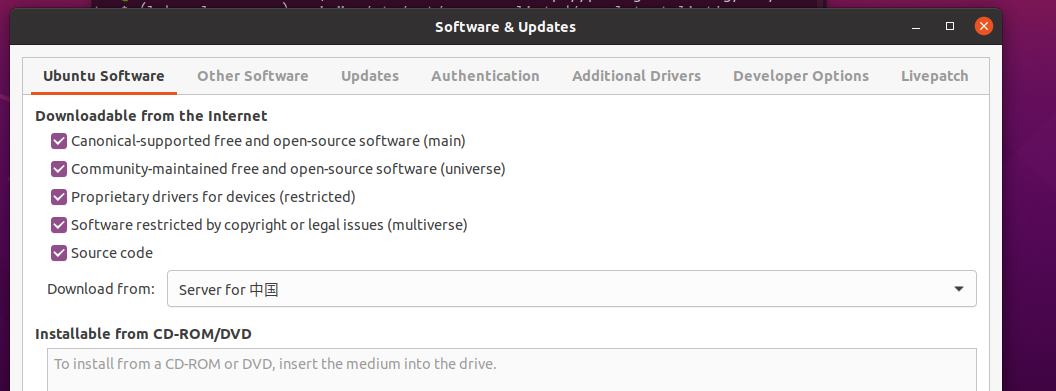 Software & Updates
Ubuntu Software Other Software Updates Authentication Additional Drivers Developer Options Livepatch
Downloadable from the Internet
Canonical-supported free and open-source software (main)
Community-maintained free and open-source software (universe)
Proprietary drivers for devices (restricted)
Software restricted by copyright or legal issues (multiverse)
Source code
Download from: Server for 中国
Installable from CD-ROM/DVD
To install from a CD-ROM or DVD, insert the medium into the drive.